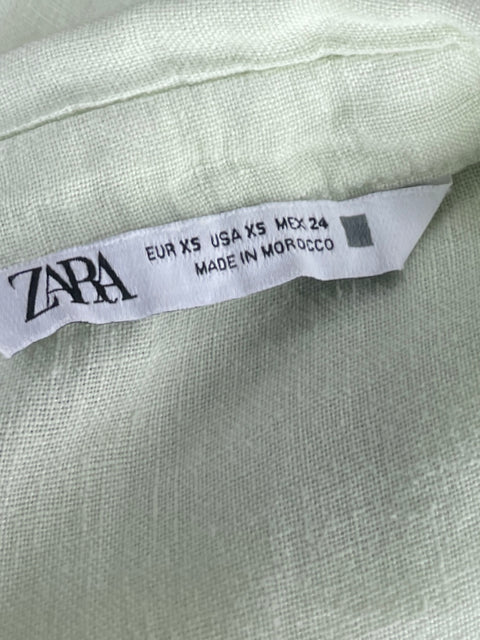 ZARA
EUR XS USA XS MEX 24
MADE IN MOROCCO